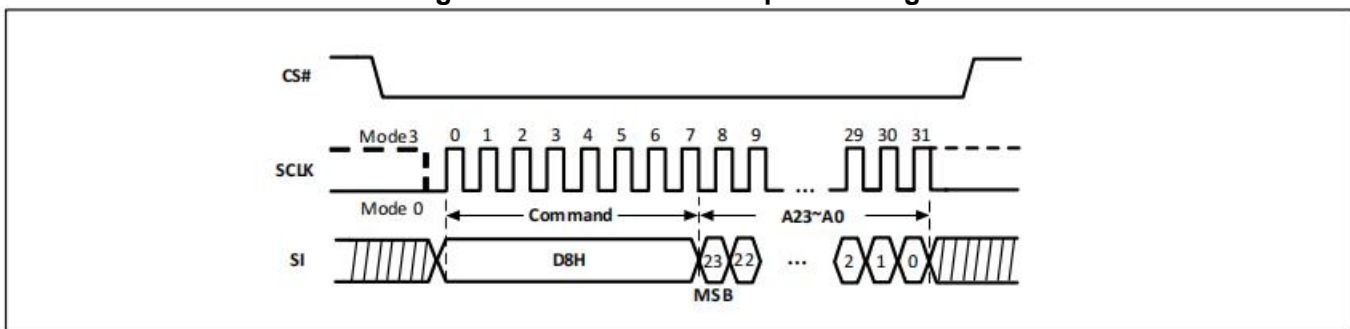 CS#
Mode3 0 1 2 3 4 5 6 7 8 9 29 30 31
SCLK
...
Mode 0
Command A23~A0
SI D8H 23 22 ... 2 1 0
MSB